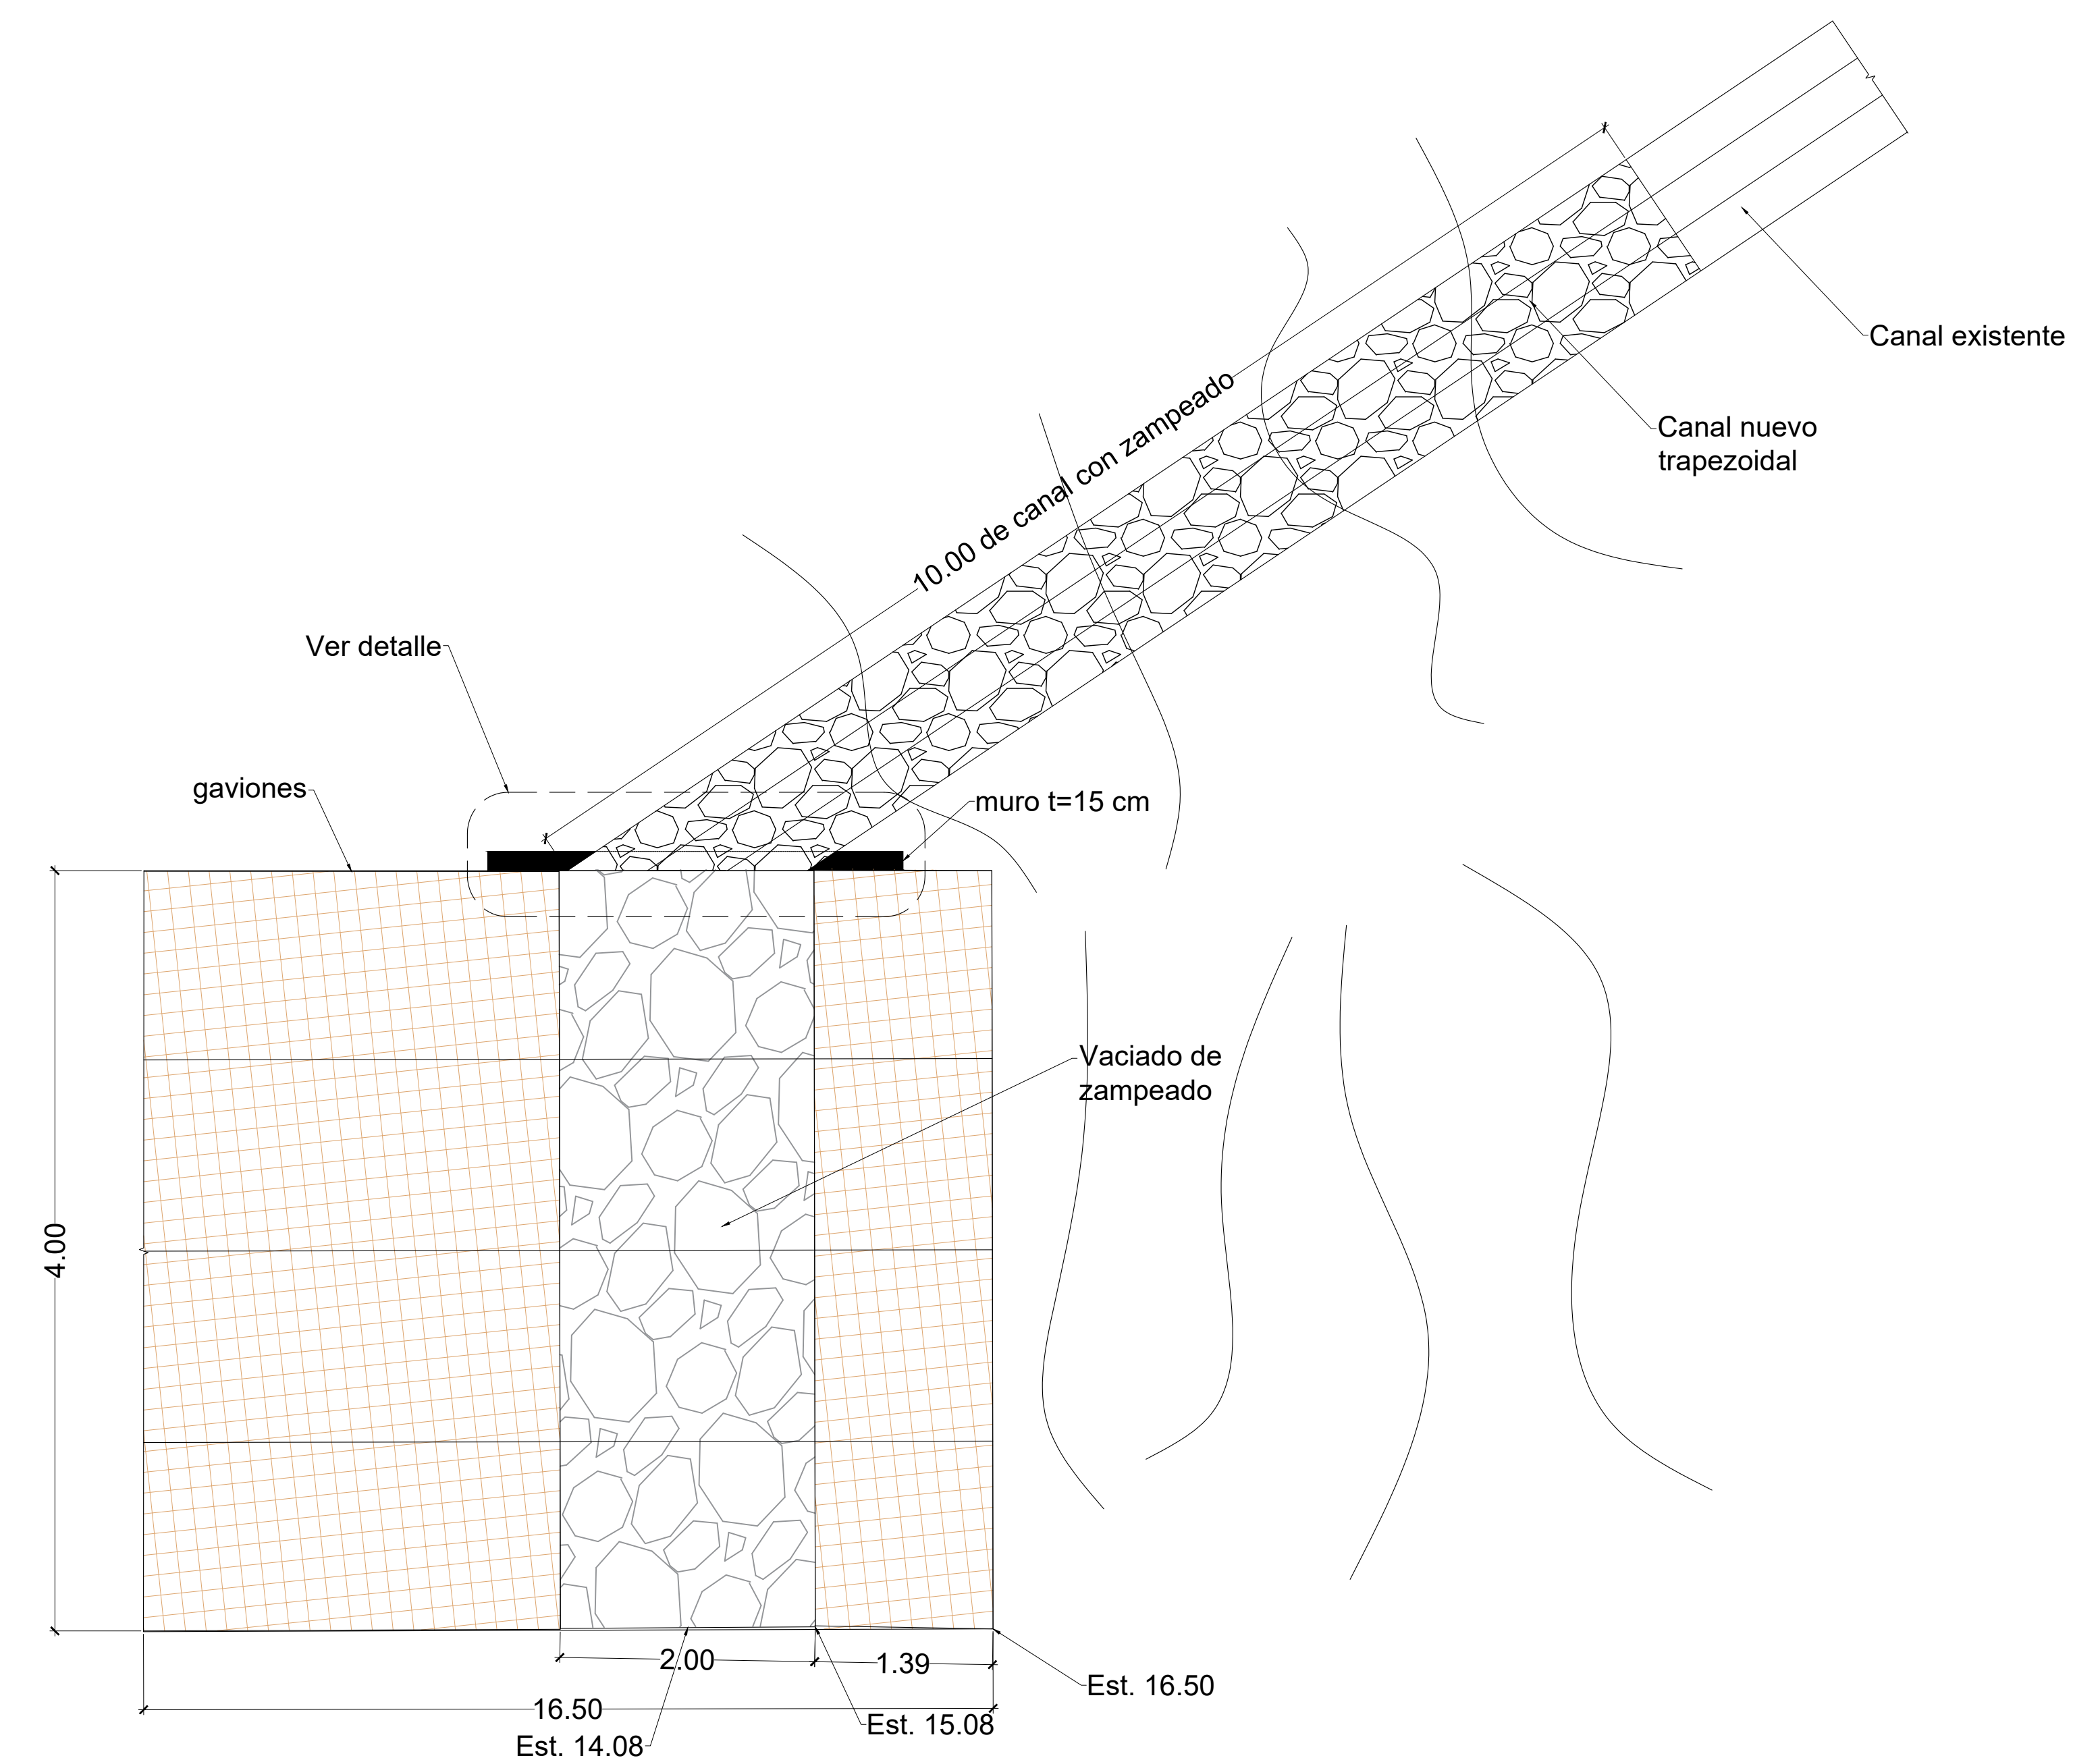 Canal existente
Canal nuevo
trapezoidal
10.00 de canal con zampeado
Ver detalle
gaviones
muro t=15 cm
Vaciado de
zampeado
4.00
2.00
1.39
Est. 16.50
16.50
Est. 15.08
Est. 14.08